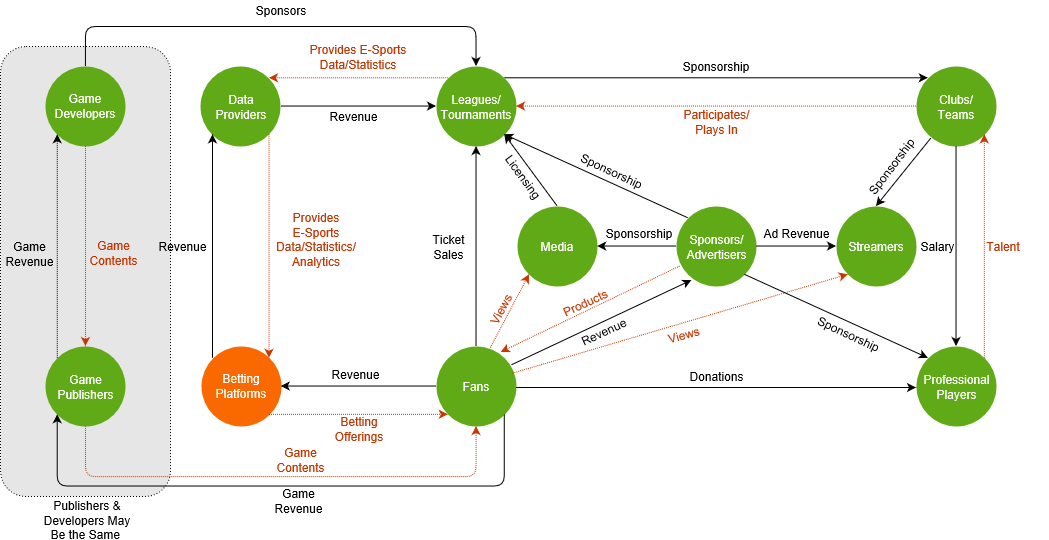 Sponsors
Provides E-Sports
Data/Statistics
Sponsorship
Game
Developers
Data
Providers
Revenue
Leagues/
Tournaments
Participates/
Plays In
Clubs/
Teams
Licensing
Sponsorship
Sponsorship
Game
Revenue
Game
Contents
Revenue
Provides
E-Sports
Data/Statistics/
Analytics
Ticket
Sales
Media
Sponsorship
Sponsors/
Advertisers
Ad Revenue
Streamers
Salary
Talent
Views
Products
Revenue
Views
Sponsorship
Game
Publishers
Betting
Platforms
Revenue
Fans
Donations
Professional
Players
Betting
Offerings
Game
Contents
Game
Revenue
Publishers &
Developers May
Be the Same